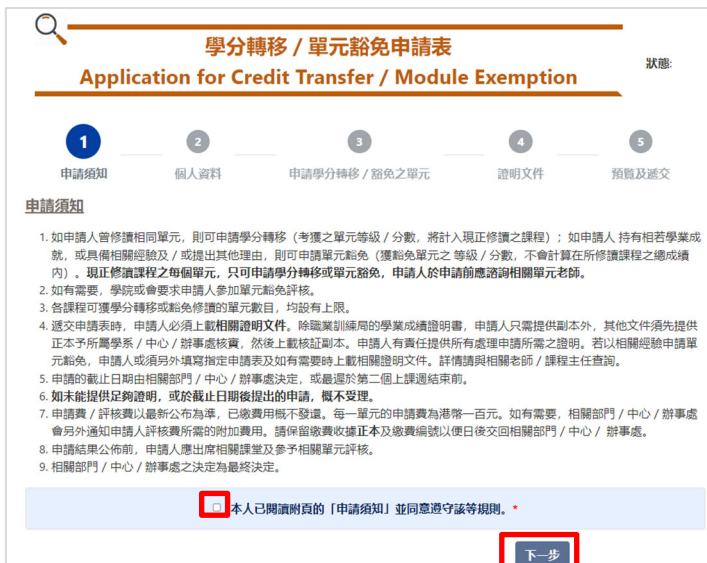 學分轉移 / 單元豁免申請表
Application for Credit Transfer / Module Exemption
狀態:
1
2
3
4
5
申請須知
個人資料
申請學分轉移 / 豁免之單元
證明文件
預覧及遞交
申請須知
1. 如申請人曾修讀相同單元，則可申請學分轉移（考獲之單元等級 / 分數，將計入現正修讀之課程）；如申請人 持有相若學業成
就，或具備相關經驗及 / 或提出其他理由，則可申請單元豁免（獲豁免單元之 等級 / 分數，不會計算在所修讀課程之總成績
內）。現正修讀課程之每個單元，只可申請學分轉移或單元豁免，申請人於申請前應諮詢相關單元老師。
2. 如有需要，學院或會要求申請人參加單元豁免評核。
3. 各課程可獲學分轉移或豁免修讀的單元數目，均設有上限。
4. 遞交申請表時，申請人必須上載相關證明文件。除職業訓練局的學業成績證明書，申請人只需提供副本外，其他文件須先提供
正本予所屬學系 / 中心 / 辦事處核實，然後上載核証副本。申請人有責任提供所有處理申請所需之證明。若以相關經驗申請單
元豁免，申請人或須另外填寫指定申請表及如有需要時上載相關證明文件。詳情請與相關老師 / 課程主任查詢。
5. 申請的截止日期由相關部門 / 中心 / 辦事處決定，或最遲於第二個上課週結束前。
6. 如未能提供足夠證明，或於截止日期後提出的申請，概不受理。
7. 申請費 / 評核費以最新公布為準，已繳費用概不發還。每一單元的申請費為港幣一百元。如有需要，相關部門 / 中心 / 辦事處
會另外通知申請人評核費所需的附加費用。請保留繳費收據正本及繳費編號以便日後交回相關部門 / 中心 / 辦事處。
8. 申請結果公佈前，申請人應出席相關課堂及參予相關單元評核。
9. 相關部門 / 中心 / 辦事處之決定為最終決定。
本人已閱讀附頁的「申請須知」並同意遵守該等規則。*
下一步